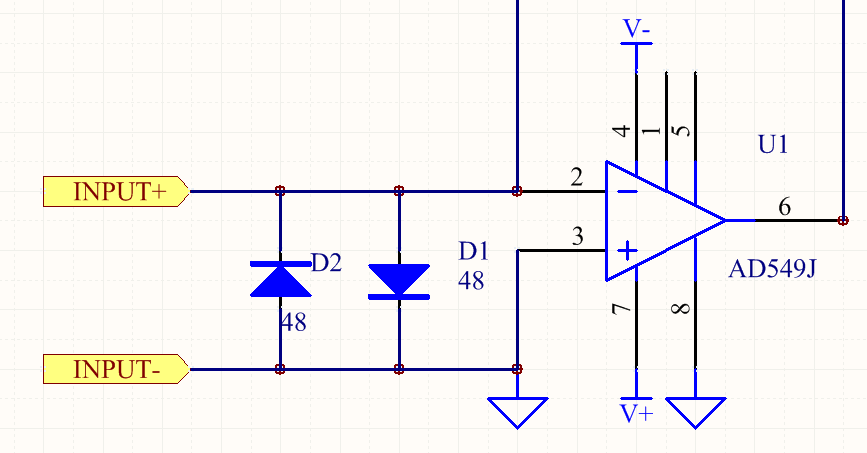 V-
4
1
5
U1
INPUT+
2
6
3
D2
D1
48
AD549J
48
7
8
INPUT-
V+